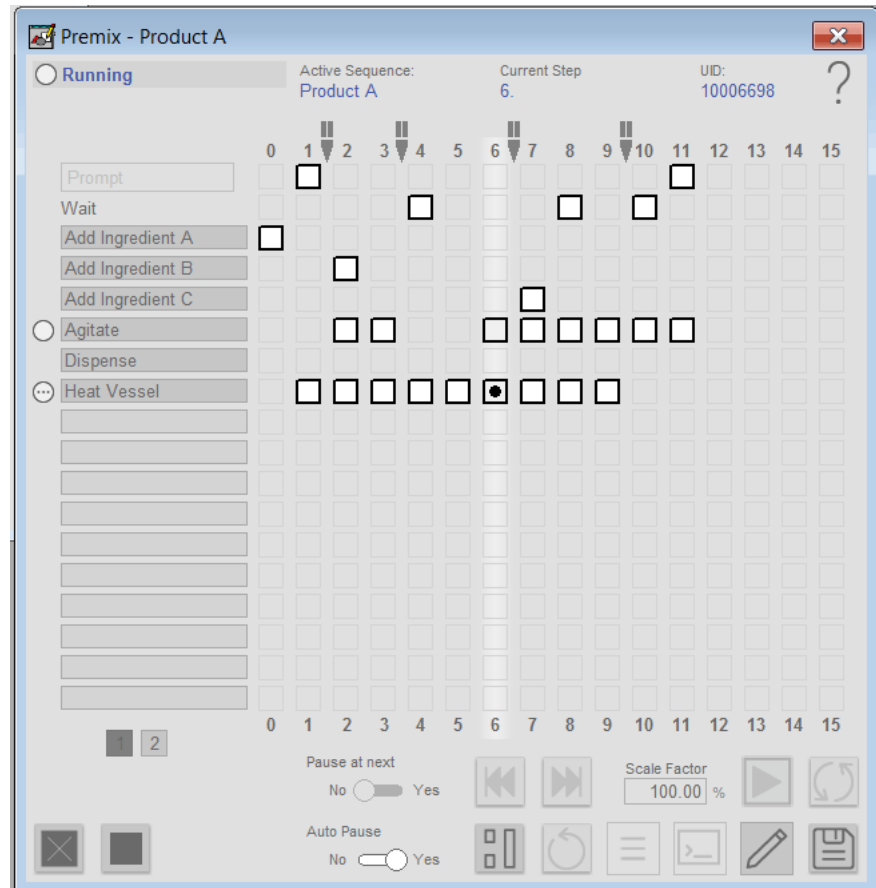 Premix - Product A
Running
Active Sequence:
Product A
Current Step
6.
UID:
10006698
?
0 1 2 3 4 5 6 7 8 9 10 11 12 13 14 15
Prompt
Wait
Add Ingredient A
Add Ingredient B
Add Ingredient C
Agitate
Dispense
Heat Vessel
0 1 2 3 4 5 6 7 8 9 10 11 12 13 14 15
1 2
Pause at next
No Yes
Scale Factor
100.00 %
Auto Pause
No Yes